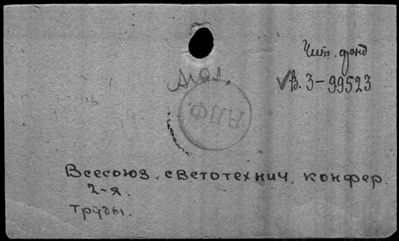 Чит. фонд
В. 3-99523
Всесоюз. светотехнич. конфер.
2-я.
труды.